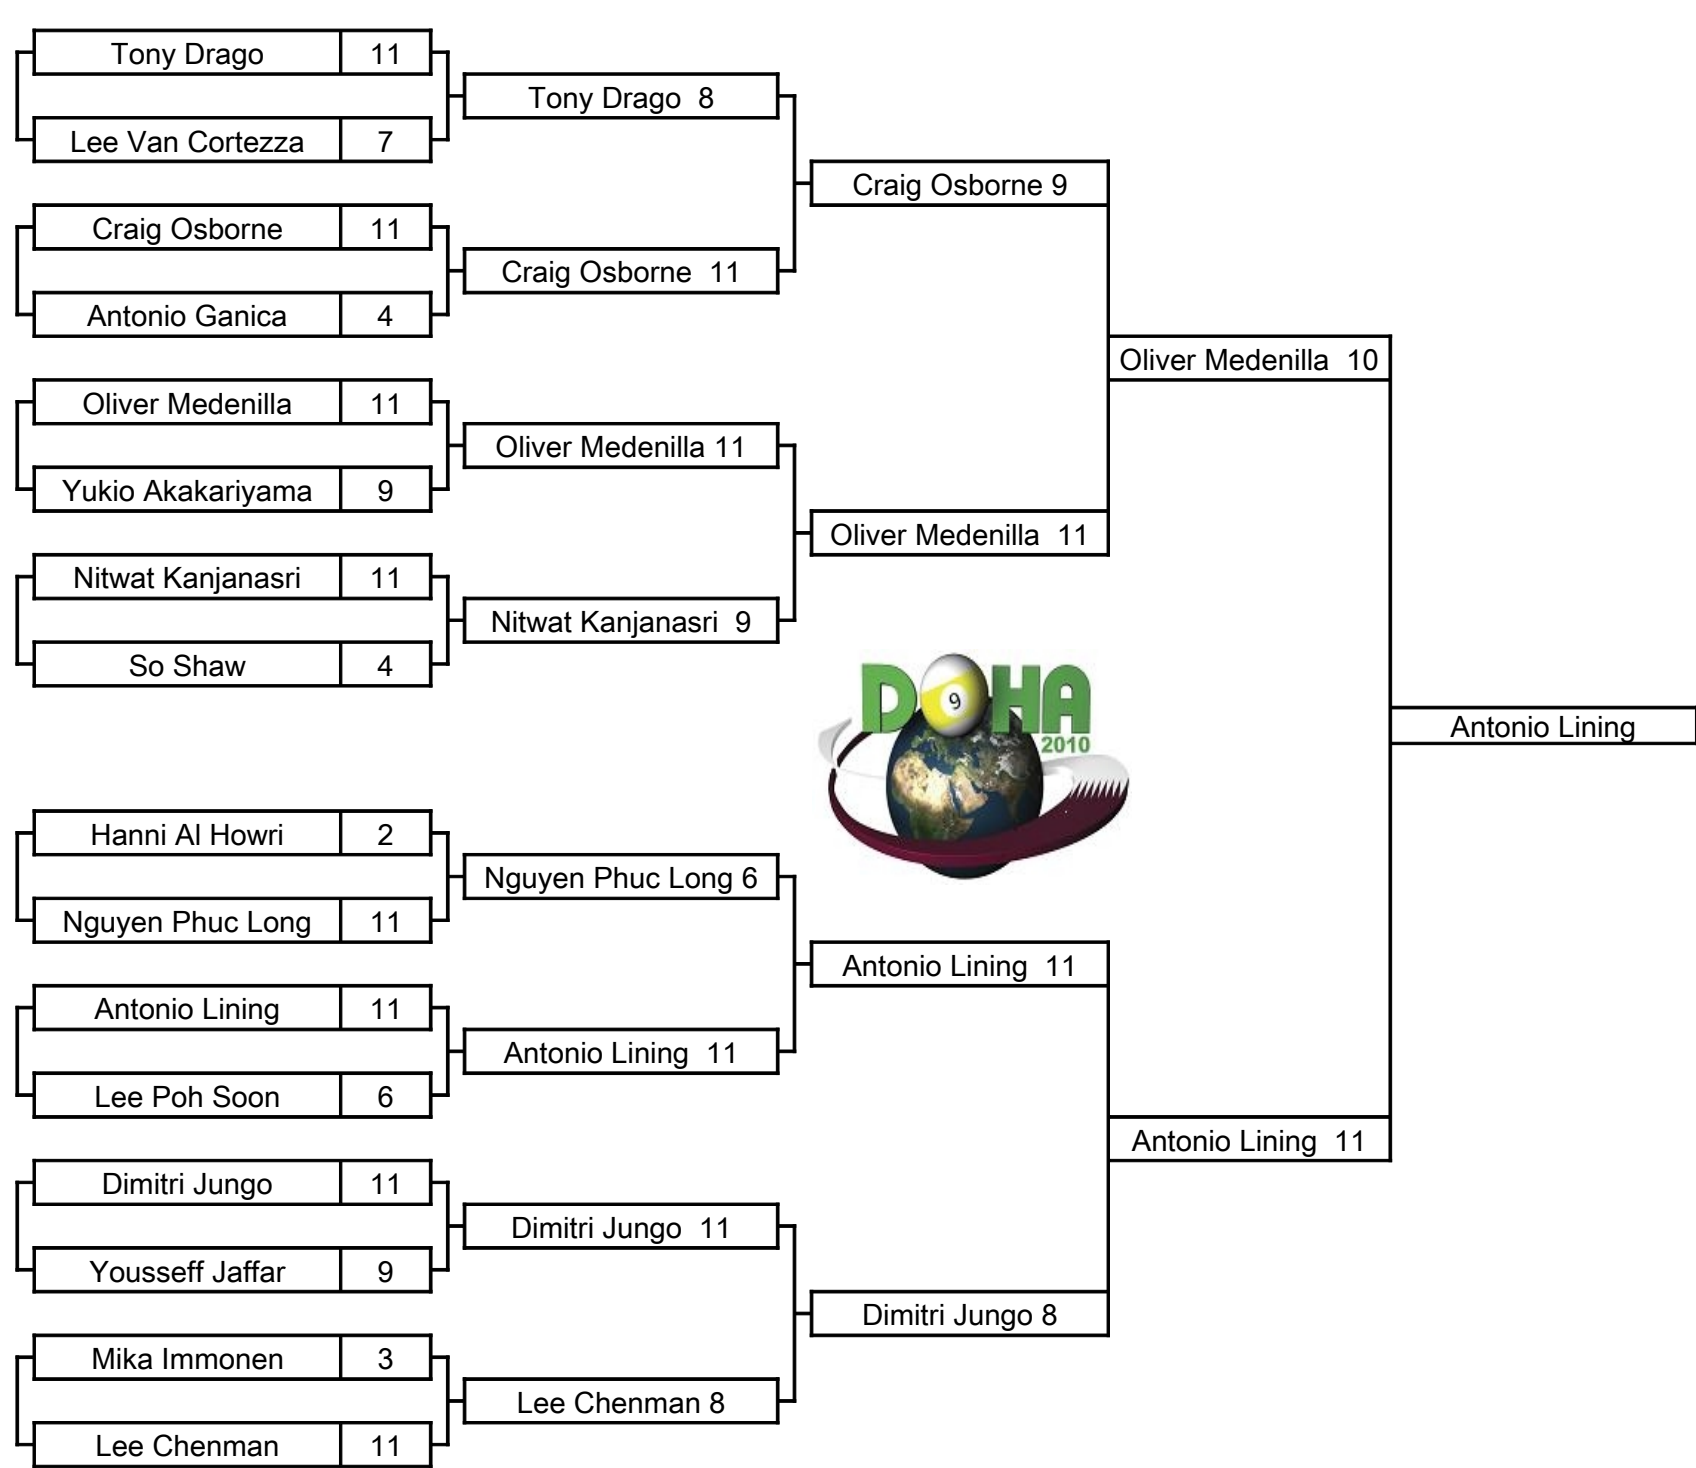 Tony Drago 11
Lee Van Cortezza 7
Craig Osborne 11
Antonio Ganica 4
Oliver Medenilla 11
Yukio Akakariyama 9
Nitwat Kanjanasri 11
So Shaw 4
Hanni Al Howri 2
Nguyen Phuc Long 11
Antonio Lining 11
Lee Poh Soon 6
Dimitri Jungo 11
Yousseff Jaffar 9
Mika Immonen 3
Lee Chenman 11
Tony Drago 8
Craig Osborne 11
Oliver Medenilla 11
Nitwat Kanjanasri 9
Nguyen Phuc Long 6
Antonio Lining 11
Dimitri Jungo 11
Lee Chenman 8
Craig Osborne 9
Oliver Medenilla 11
DOHA
9
2010
Antonio Lining 11
Dimitri Jungo 8
Oliver Medenilla 10
Antonio Lining 11
Antonio Lining